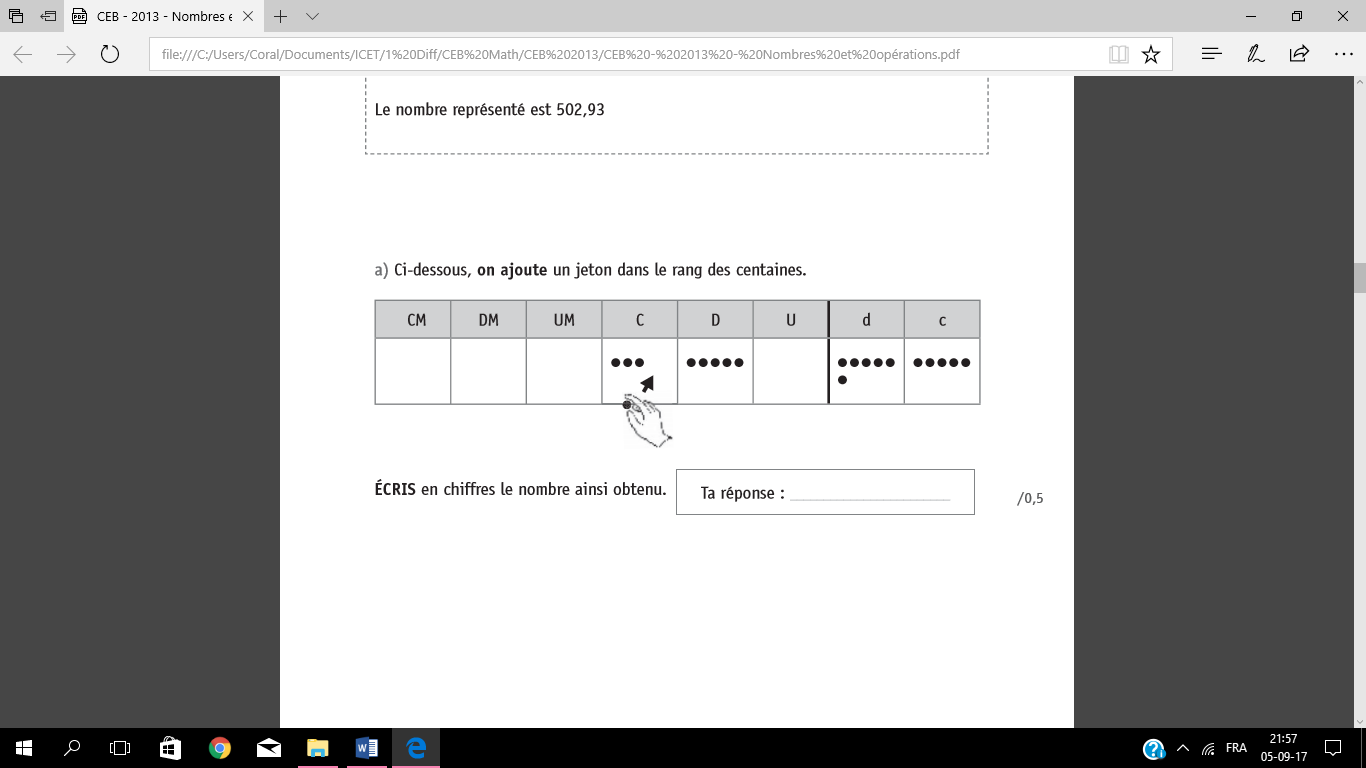 CEB - 2013 - Nombres e
file:///C:/Users/Coral/Documents/ICET/1%20Diff/CEB%20Math/CEB%202013/CEB%20-%202013%20-%20Nombres%20et%20opérations.pdf
Le nombre représenté est 502,93
a) Ci-dessous, on ajoute un jeton dans le rang des centaines.
CM DM UM C D U d c
ÉCRIS en chiffres le nombre ainsi obtenu. Ta réponse : ____________________
/0,5
FRA
21:57
05-09-17